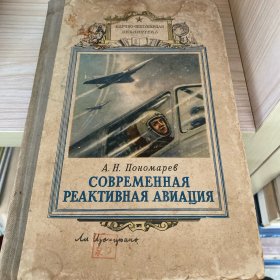 НАУЧНО-ПОПУЛЯРНАЯ
БИБЛИОТЕКА
А. Н. Пономарев
СОВРЕМЕННАЯ
РЕАКТИВНАЯ АВИАЦИЯ